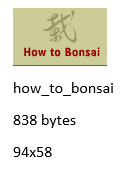 How to Bonsai
how_to_bonsai
838 bytes
94x58